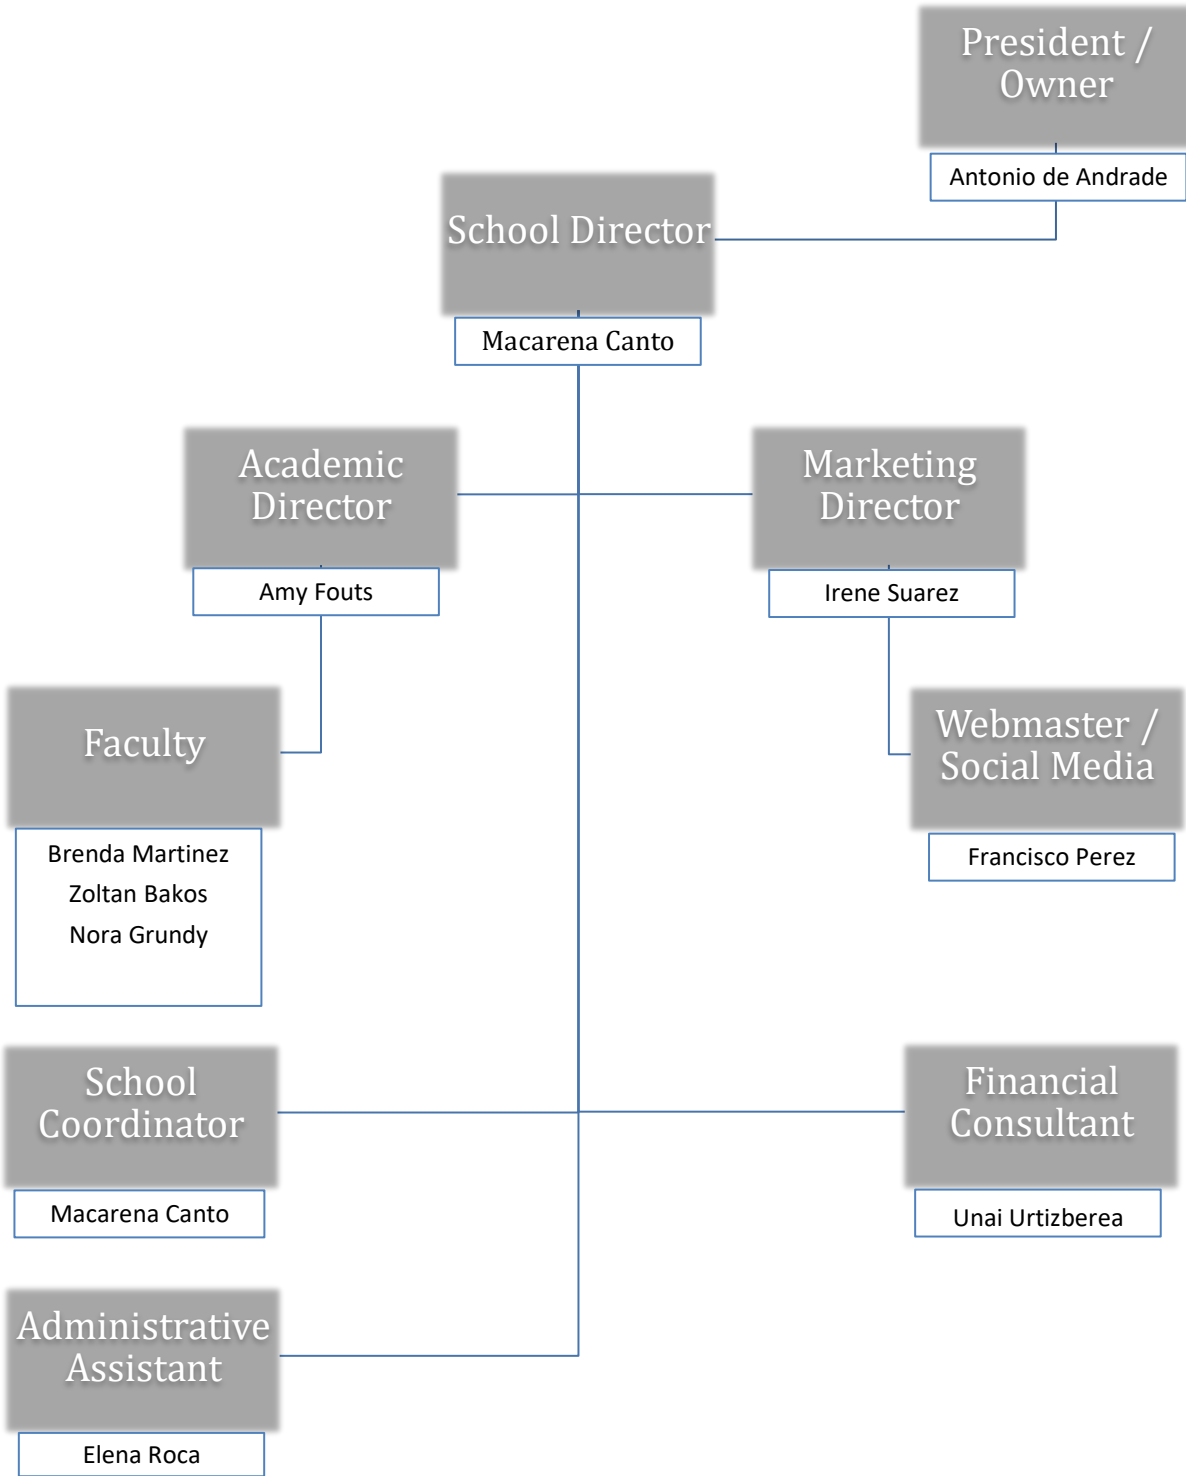 President /
Owner
Antonio de Andrade
School Director
Macarena Canto
Academic
Director
Amy Fouts
Marketing
Director
Irene Suarez
Faculty
Brenda Martinez
Zoltan Bakos
Nora Grundy
Webmaster /
Social Media
Francisco Perez
School
Coordinator
Macarena Canto
Financial
Consultant
Unai Urtizberea
Administrative
Assistant
Elena Roca